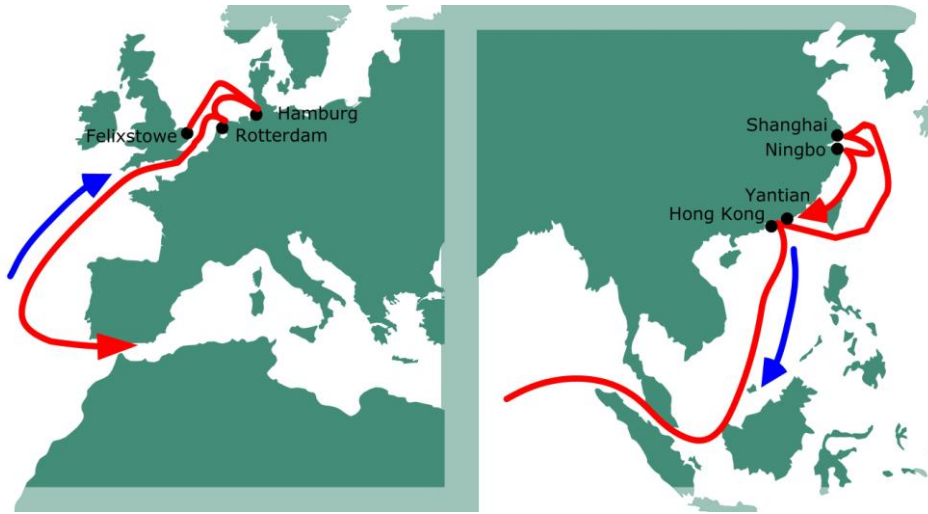 Hamburg
Felixstowe
Rotterdam
Shanghai
Ningbo
Yantian
Hong Kong